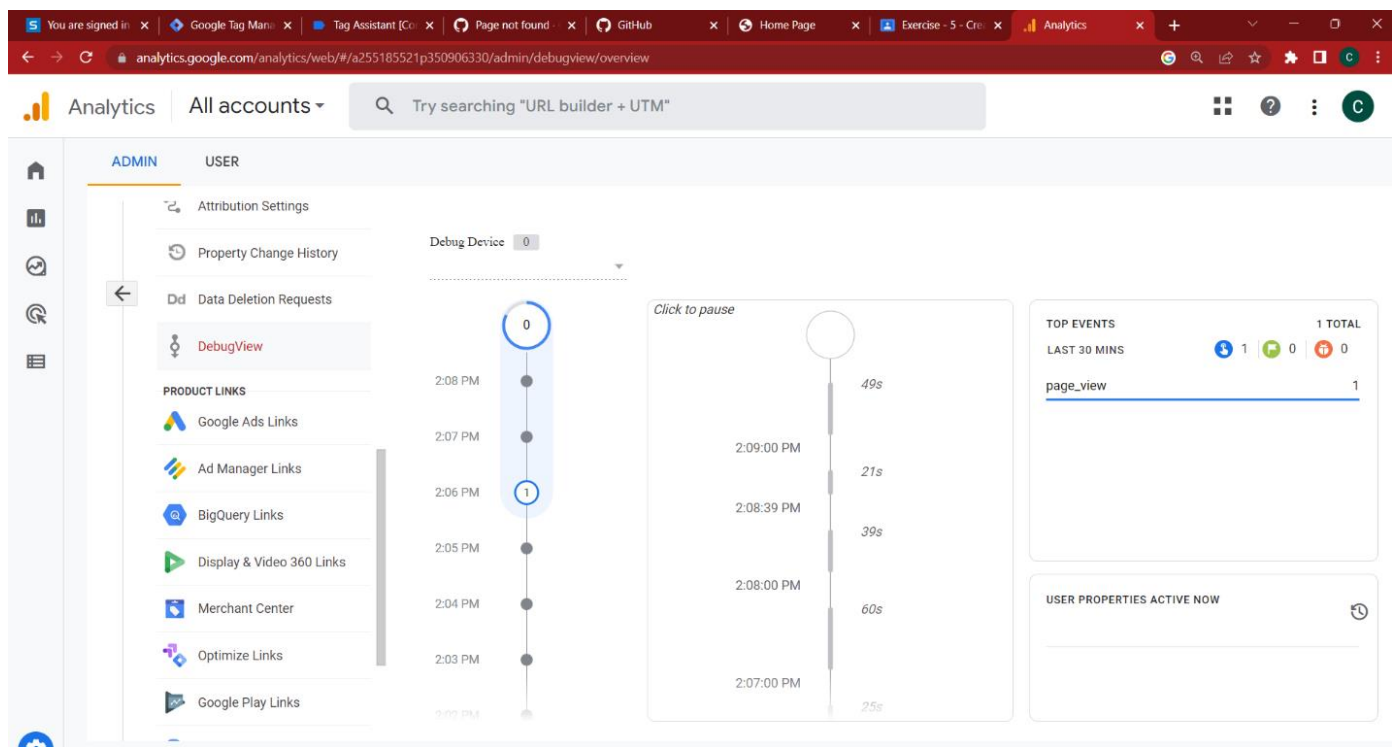 You are signed in
Google Tag Mana
Tag Assistant [Co
Page not found -
GitHub
Home Page
Exercise - 5 - Cre
Analytics
analytics.google.com/analytics/web/#/a255185521p350906330/admin/debugview/overview
C
Analytics
All accounts
Try searching "URL builder + UTM"
C
ADMIN
USER
Attribution Settings
Property Change History
Dd Data Deletion Requests
DebugView
PRODUCT LINKS
Google Ads Links
Ad Manager Links
BigQuery Links
Display & Video 360 Links
Merchant Center
Optimize Links
Google Play Links
Debug Device 0
0
2:08 PM
2:07 PM
2:06 PM 1
2:05 PM
2:04 PM
2:03 PM
2:02 PM
Click to pause
49s
2:09:00 PM
21s
2:08:39 PM
39s
2:08:00 PM
60s
2:07:00 PM
25s
TOP EVENTS 1 TOTAL
LAST 30 MINS 1 0 0
page_view 1
USER PROPERTIES ACTIVE NOW